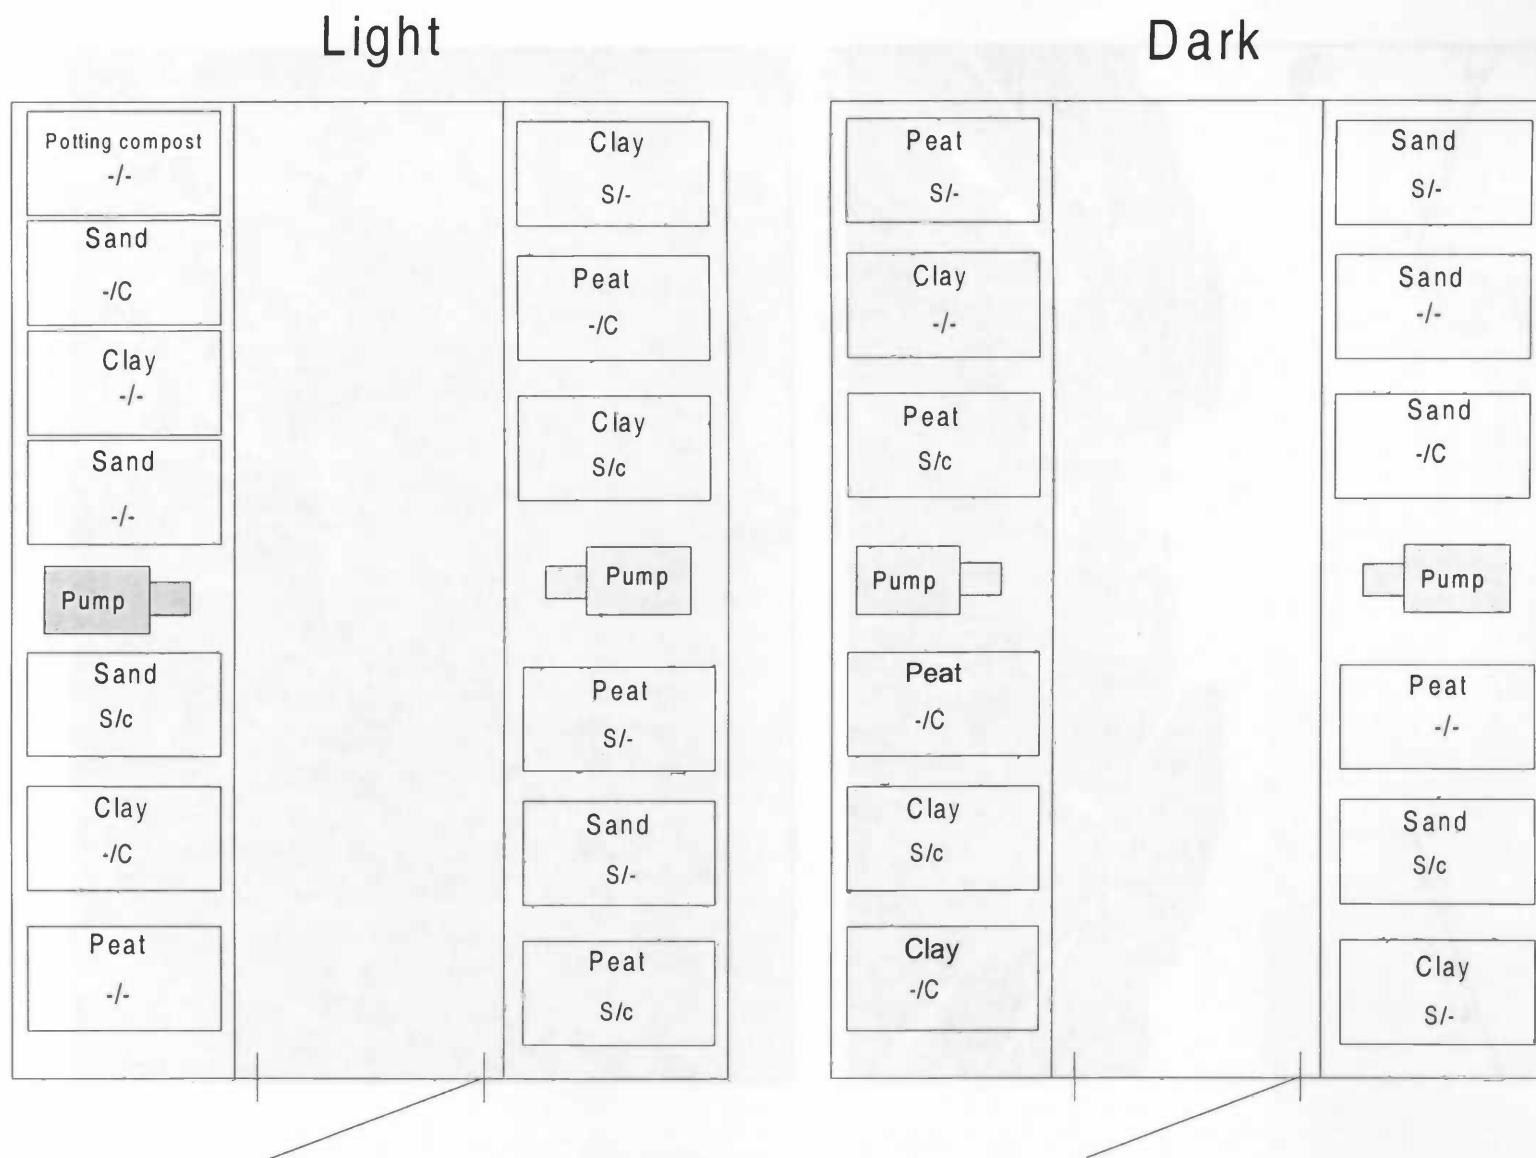 Light
Potting compost
-/-
Sand
-/C
Clay
-/-
Sand
-/-
Pump
Sand
S/c
Clay
-/C
Peat
-/-
Clay
S/-
Peat
-/C
Clay
S/c
Pump
Peat
S/-
Sand
S/-
Peat
S/c
Dark
Peat
S/-
Clay
-/-
Peat
S/c
Pump
Peat
-/C
Clay
S/c
Clay
-/C
Sand
S/-
Sand
-/-
Sand
-/C
Pump
Peat
-/-
Sand
S/c
Clay
S/-